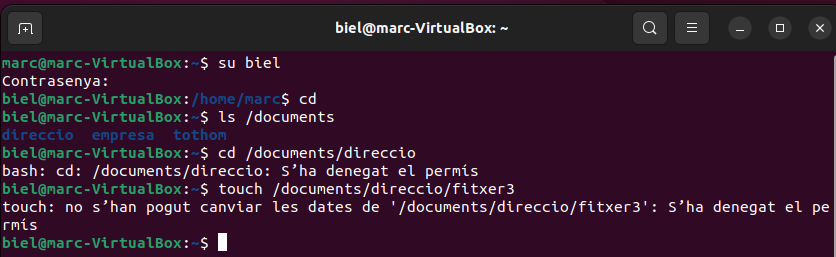 biel@marc-VirtualBox: ~
marc@marc-VirtualBox:~$ su biel
Contrasenya:
biel@marc-VirtualBox:/home/marc$ cd
biel@marc-VirtualBox:~$ ls /documents
direccio  empresa  tothom
biel@marc-VirtualBox:~$ cd /documents/direccio
bash: cd: /documents/direccio: S’ha denegat el permís
biel@marc-VirtualBox:~$ touch /documents/direccio/fitxer3
touch: no s’han pogut canviar les dates de '/documents/direccio/fitxer3': S’ha denegat el pe
rmís
biel@marc-VirtualBox:~$